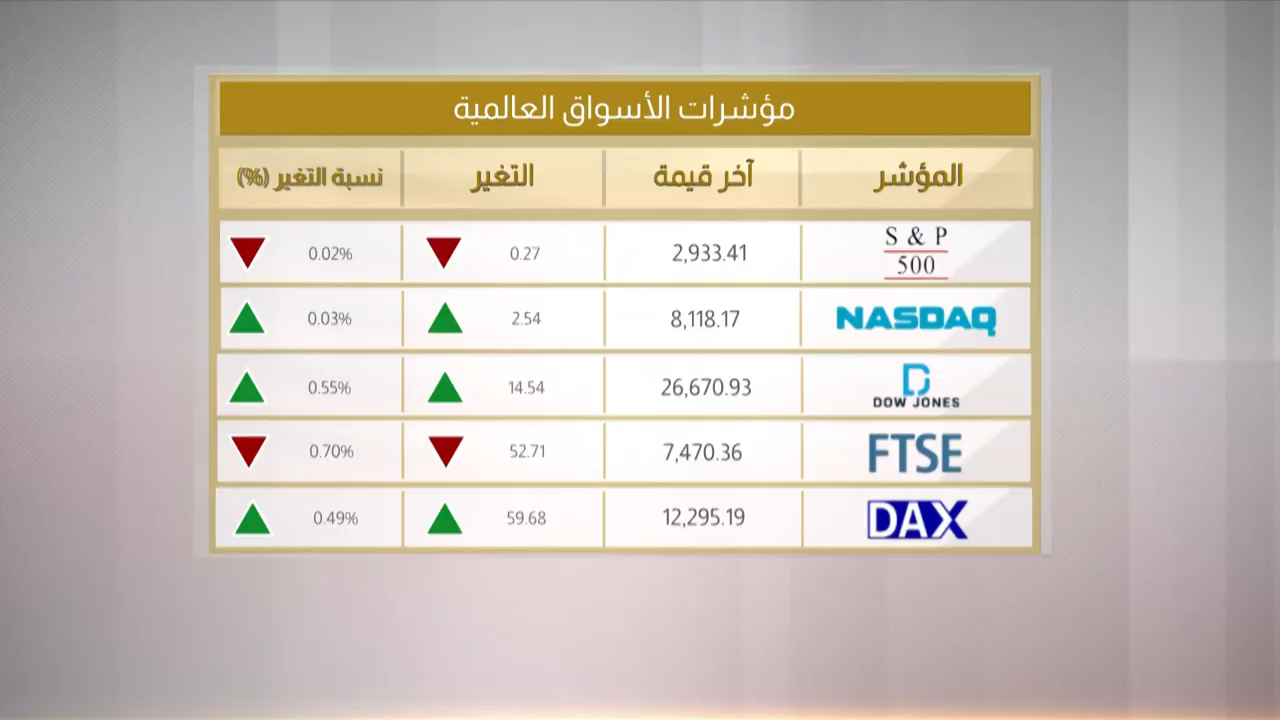 مؤشرات الأسواق العالمية
المؤشر آخر قيمة التغير نسبة التغير (%)
S & P 500 2,933.41 0.27 0.02%
NASDAQ 8,118.17 2.54 0.03%
DOW JONES 26,670.93 14.54 0.55%
FTSE 7,470.36 52.71 0.70%
DAX 12,295.19 59.68 0.49%